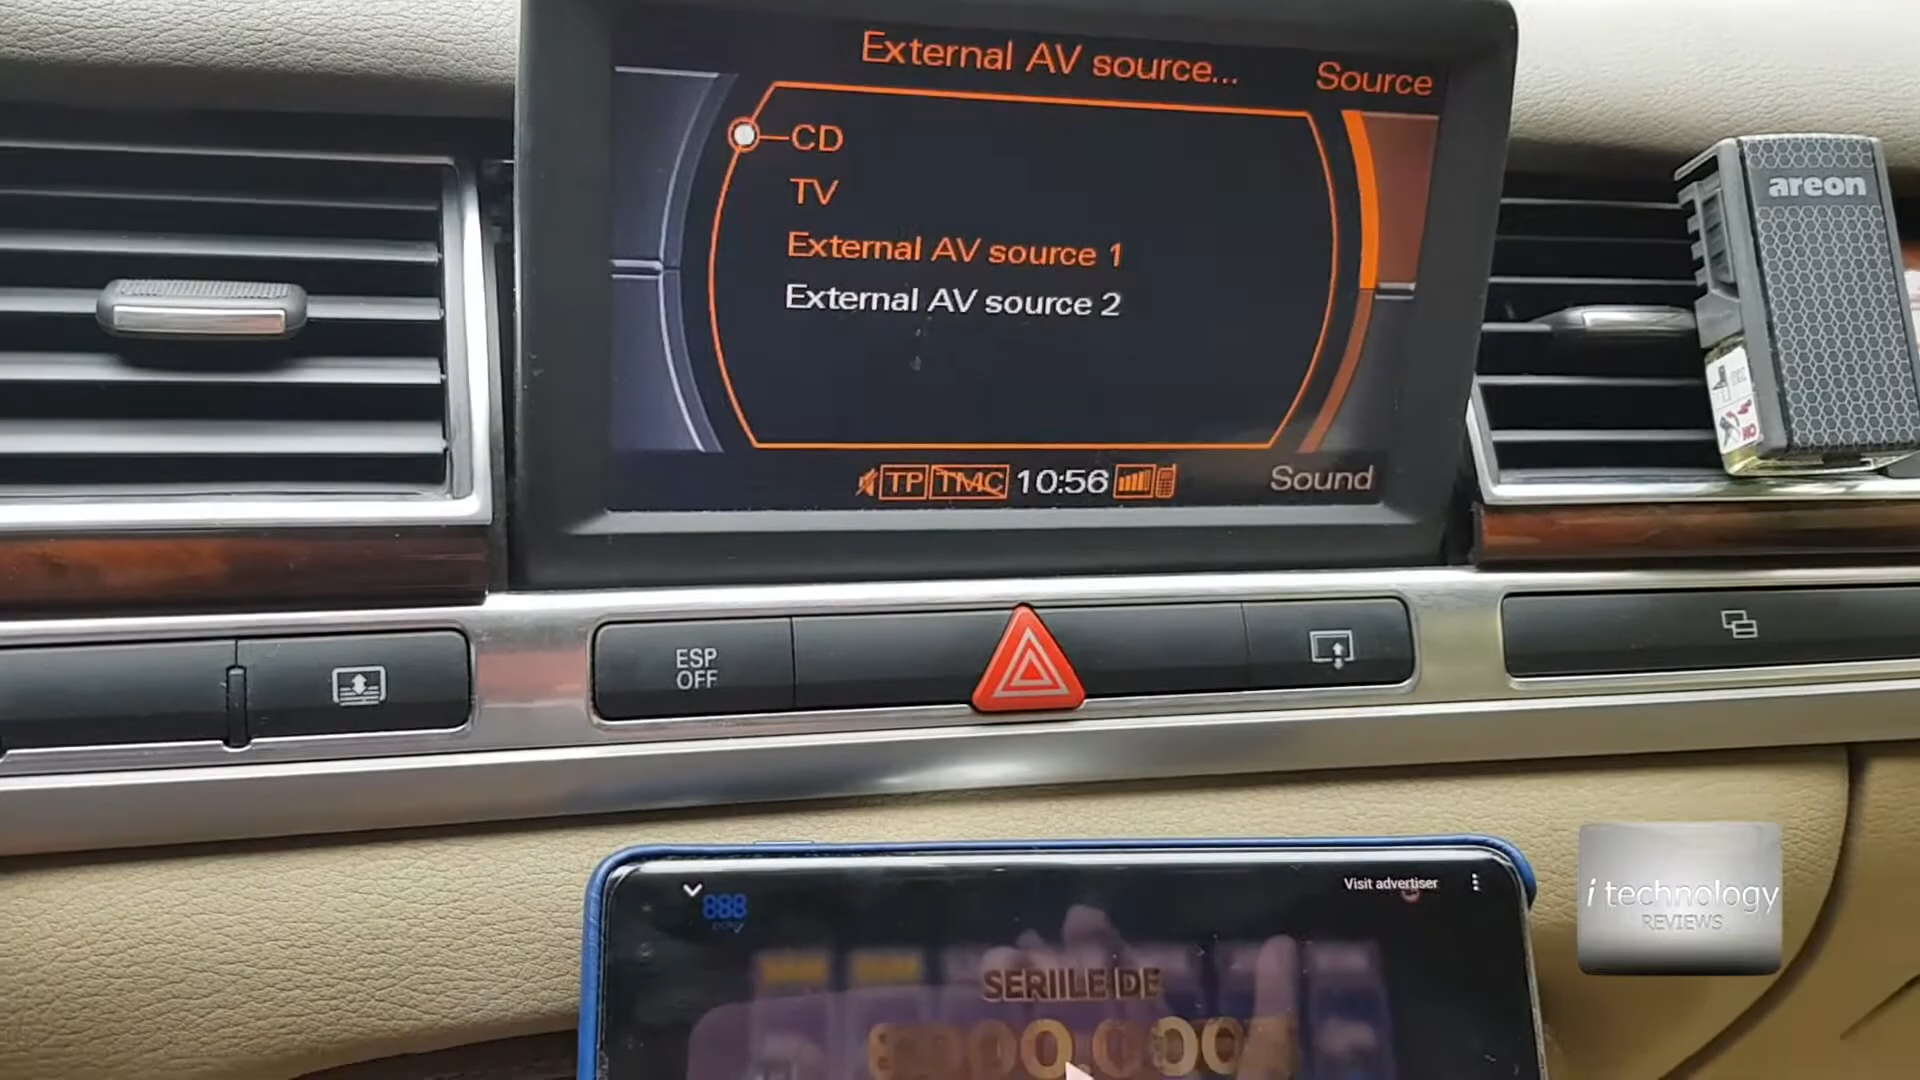 External AV source...
Source
CD
TV
External AV source 1
External AV source 2
TP TMC 10:56
Sound
areon
ESP
OFF
Visit advertiser
888
SERIILE DE
i technology
REVIEWS